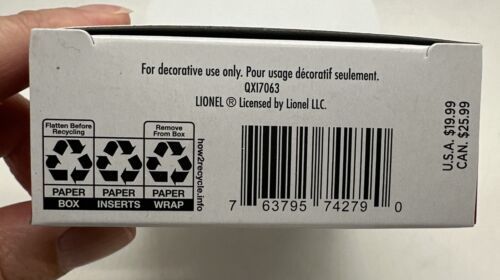 For decorative use only. Pour usage décoratif seulement.
QXI7063
LIONEL ® Licensed by Lionel LLC.
Flatten Before
Recycling
PAPER
BOX
PAPER
INSERTS
Remove
From Box
PAPER
WRAP
how2recycle.info
7 63795 74279 0
U.S.A. $19.99
CAN. $25.99